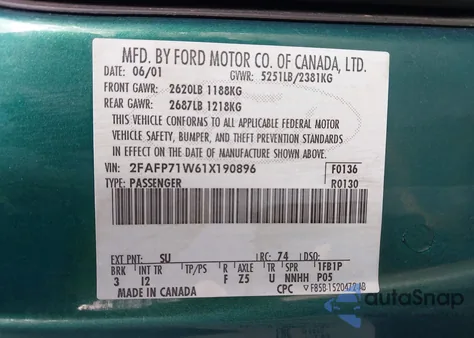 MFD. BY FORD MOTOR CO. OF CANADA, LTD.
DATE: 06/01 GVWR: 5251LB/2381KG
FRONT GAWR: 2620LB 1188KG
REAR GAWR: 2687LB 1218KG
THIS VEHICLE CONFORMS TO ALL APPLICABLE FEDERAL MOTOR
VEHICLE SAFETY, BUMPER, AND THEFT PREVENTION STANDARDS
IN EFFECT ON THE DATE OF MANUFACTURE SHOWN ABOVE.
VIN: 2FAFP71W61X190896 F0136
TYPE: PASSENGER R0130
EXT PNT: SU RC: 74 DSO:
BRK INT TR TP/PS R AXLE TR SPR 1FB1P
3 I2 F Z5 U NNHH P05
MADE IN CANADA CPC
autoSnap